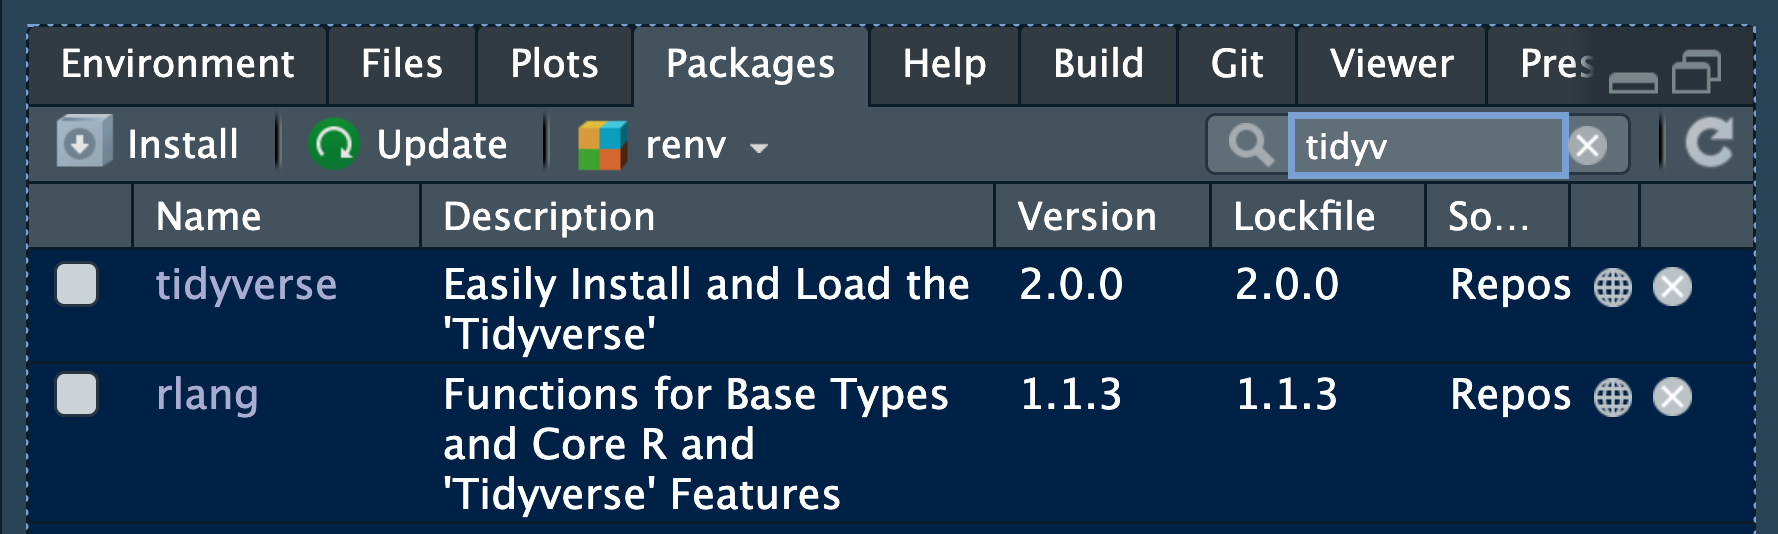 Environment Files Plots Packages Help Build Git Viewer Pres
Install Update renv tidyv
Name Description Version Lockfile So...
tidyverse Easily Install and Load the 2.0.0 2.0.0 Repos
'Tidyverse'
rlang Functions for Base Types 1.1.3 1.1.3 Repos
and Core R and
'Tidyverse' Features